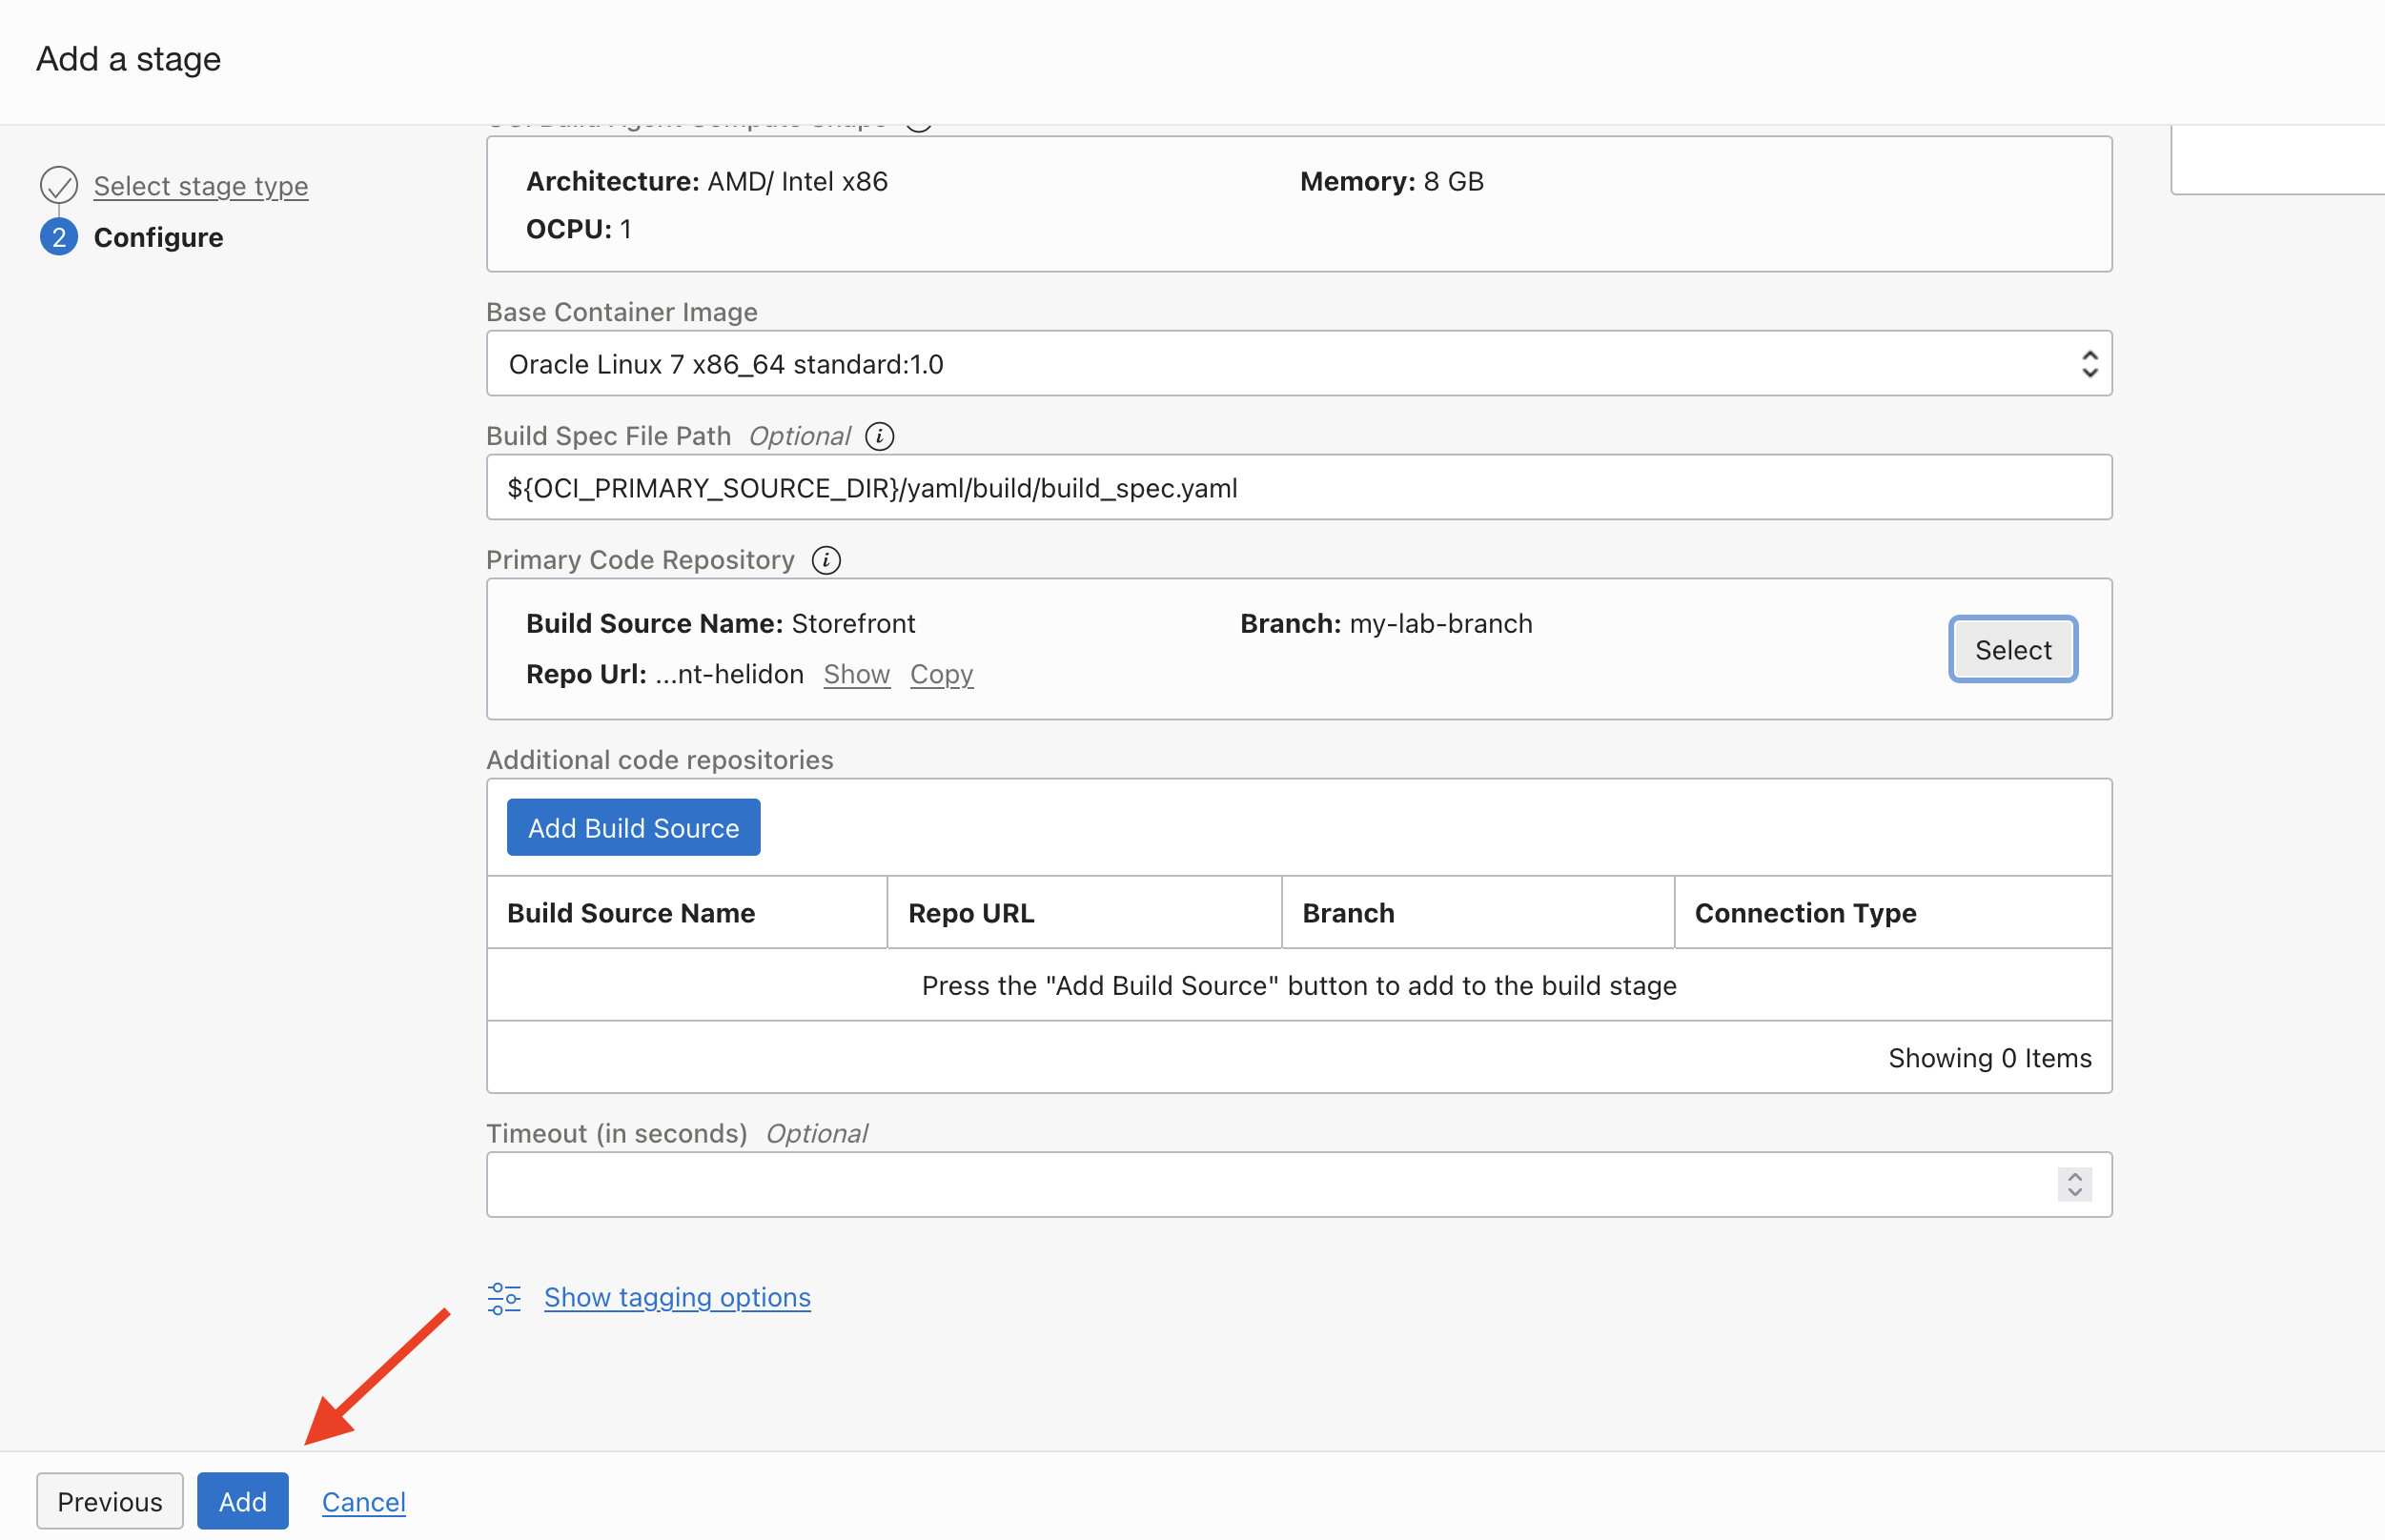 Add a stage
Select stage type
2 Configure
Architecture: AMD/ Intel x86
Memory: 8 GB
OCPU: 1
Base Container Image
Oracle Linux 7 x86_64 standard:1.0
Build Spec File Path Optional i
${OCI_PRIMARY_SOURCE_DIR}/yaml/build/build_spec.yaml
Primary Code Repository i
Build Source Name: Storefront
Branch: my-lab-branch
Select
Repo Url: ...nt-helidon Show Copy
Additional code repositories
Add Build Source
Build Source Name Repo URL Branch Connection Type
Press the "Add Build Source" button to add to the build stage
Showing 0 Items
Timeout (in seconds) Optional
Show tagging options
Previous Add Cancel